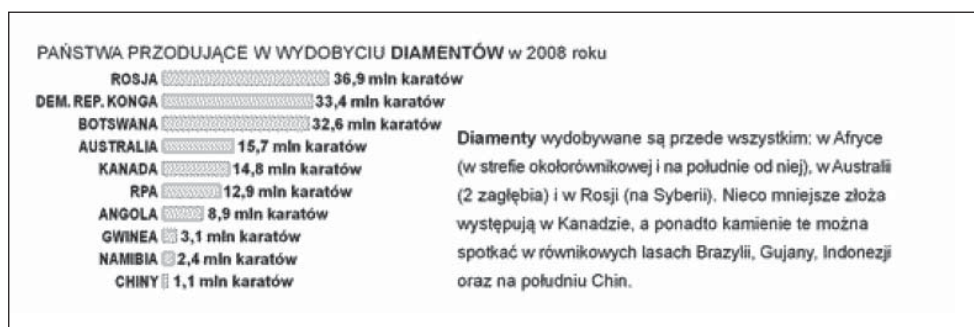 PAŃSTWA PRZODUJĄCE W WYDOBYCIU DIAMENTÓW w 2008 roku
ROSJA 36,9 mln karatów
DEM. REP. KONGA 33,4 mln karatów
BOTSWANA 32,6 mln karatów
AUSTRALIA 15,7 mln karatów
KANADA 14,8 mln karatów
RPA 12,9 mln karatów
ANGOLA 8,9 mln karatów
GWINEA 3,1 mln karatów
NAMIBIA 2,4 mln karatów
CHINY 1,1 mln karatów
Diamenty wydobywane są przede wszystkim: w Afryce
(w strefie okołorównikowej i na południe od niej), w Australii
(2 zagłębia) i w Rosji (na Syberii). Nieco mniejsze złoża
występują w Kanadzie, a ponadto kamienie te można
spotkać w równikowych lasach Brazylii, Gujany, Indonezji
oraz na południu Chin.